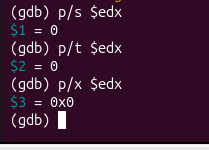 (gdb) p/s $edx
$1 = 0
(gdb) p/t $edx
$2 = 0
(gdb) p/x $edx
$3 = 0x0
(gdb)